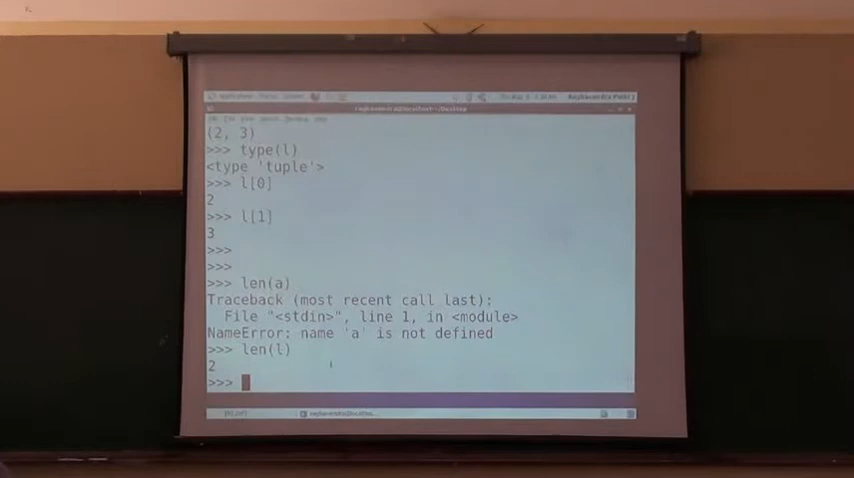 (2, 3)
>>> type(l)
<type 'tuple'>
>>> l[0]
2
>>> l[1]
3
>>>
>>>
>>> len(a)
Traceback (most recent call last):
  File "<stdin>", line 1, in <module>
NameError: name 'a' is not defined
>>> len(l)
2
>>>